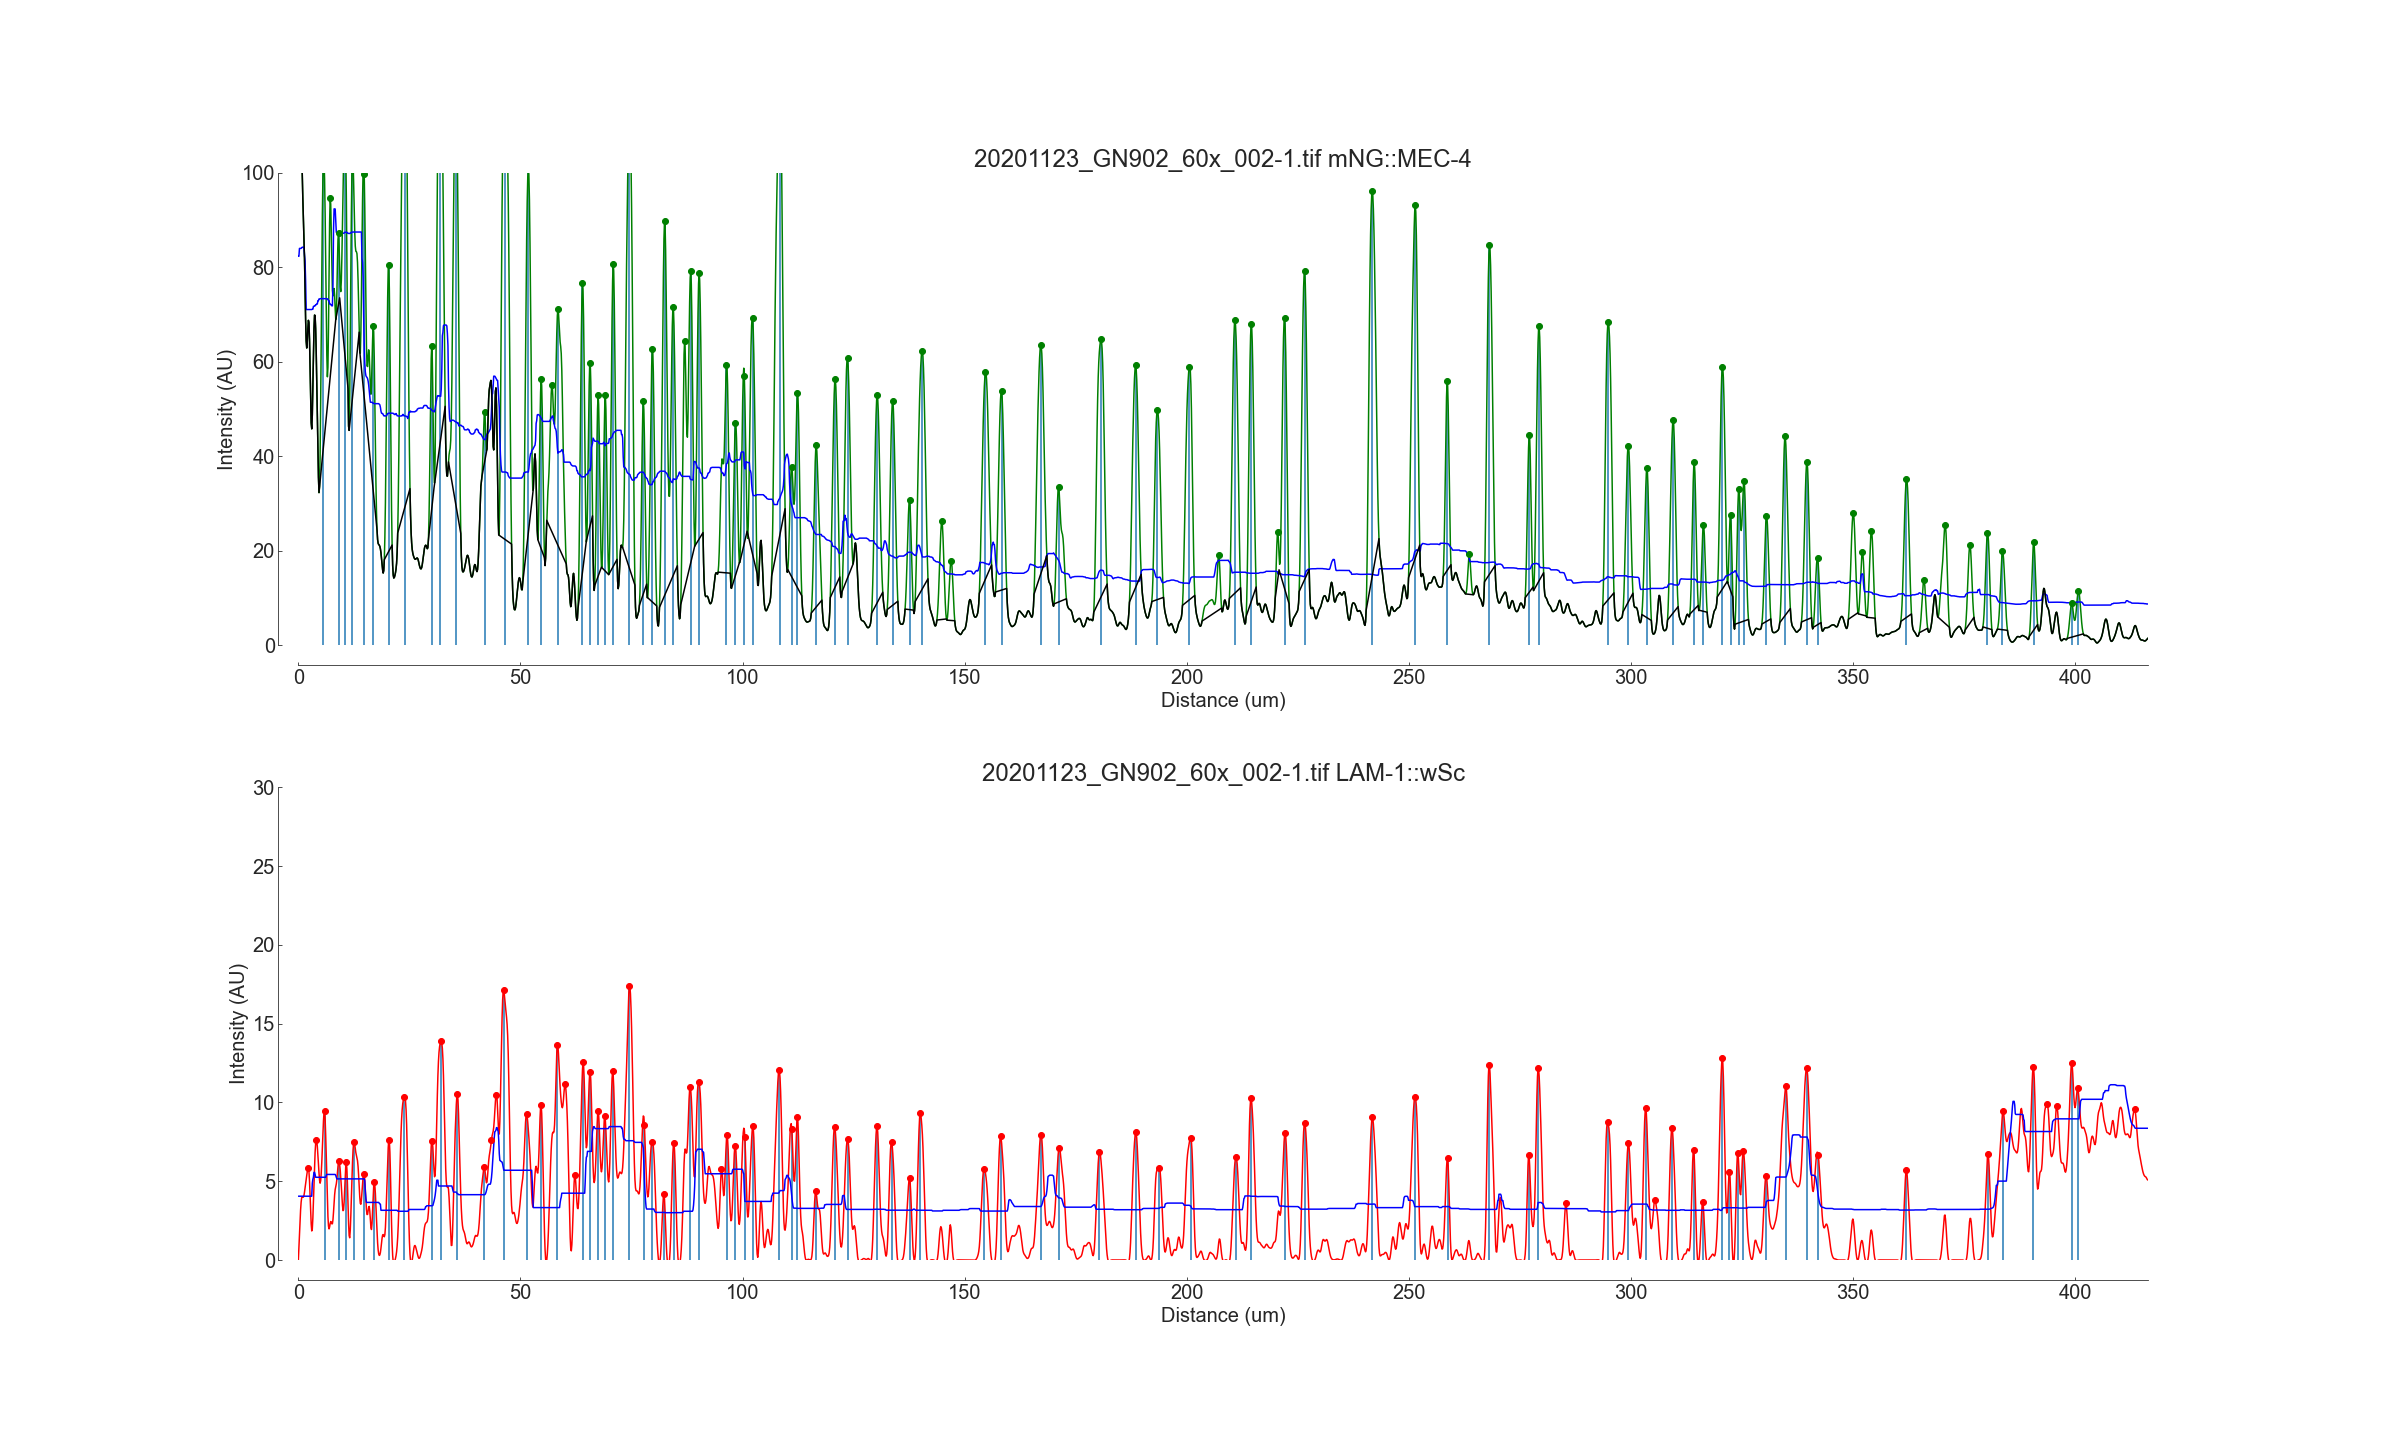 20201123_GN902_60x_002-1.tif mNG::MEC-4
Intensity (AU)
100
80
60
40
20
0
0 50 100 150 200 250 300 350 400
Distance (um)
20201123_GN902_60x_002-1.tif LAM-1::wSc
Intensity (AU)
30
25
20
15
10
5
0
0 50 100 150 200 250 300 350 400
Distance (um)